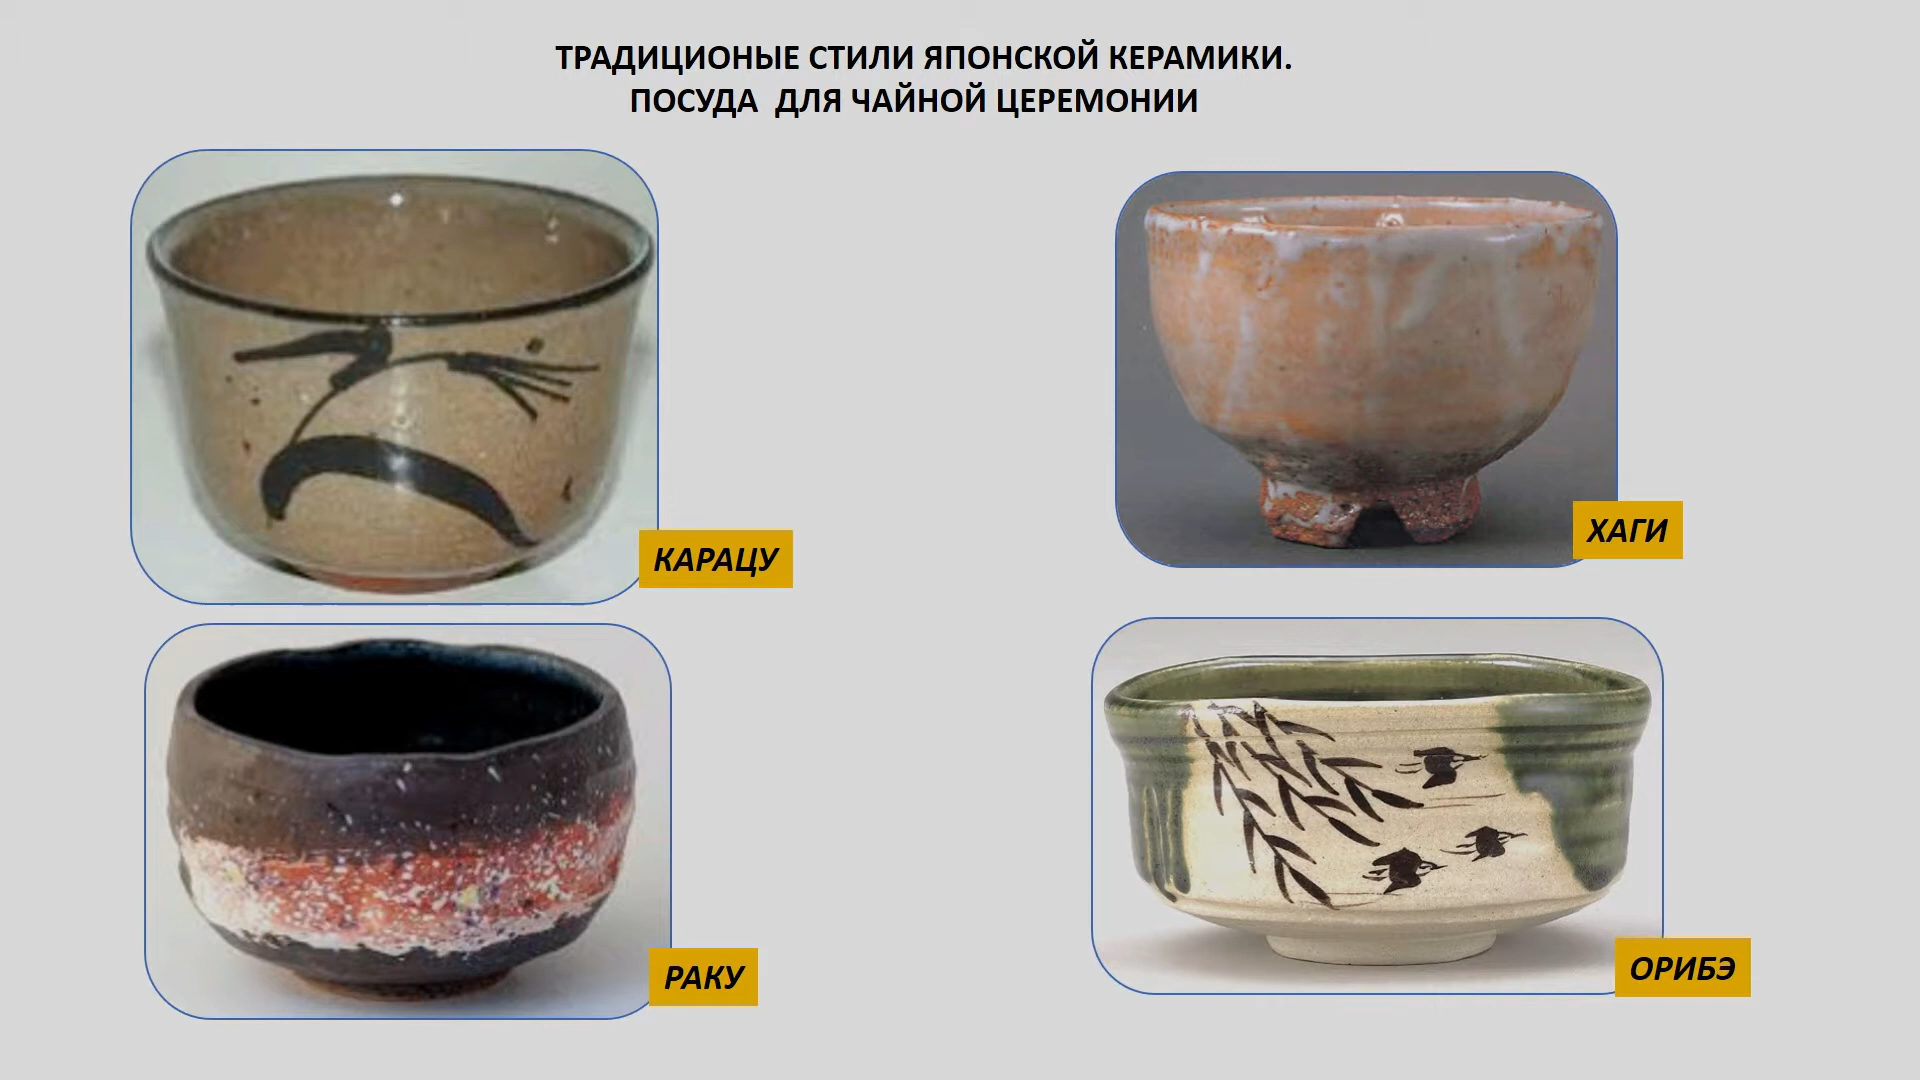 ТРАДИЦИОНЫЕ СТИЛИ ЯПОНСКОЙ КЕРАМИКИ.
ПОСУДА  ДЛЯ ЧАЙНОЙ ЦЕРЕМОНИИ
КАРАЦУ
ХАГИ
РАКУ
ОРИБЭ